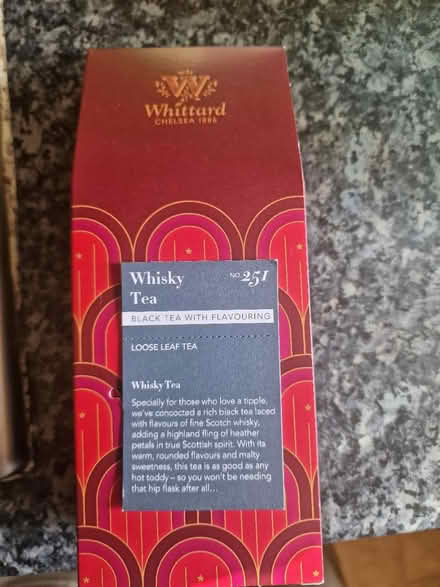 W
Whittard
CHELSEA 1886
Whisky
Tea
NO. 251
BLACK TEA WITH FLAVOURING
LOOSE LEAF TEA
Whisky Tea
Specially for those who love a tipple,
we've concocted a rich black tea laced
with flavours of fine Scotch whisky,
adding a highland fling of heather
petals in true Scottish spirit. With its
warm, rounded flavours and malty
sweetness, this tea is as good as any
hot toddy – so you won't be needing
that hip flask after all...